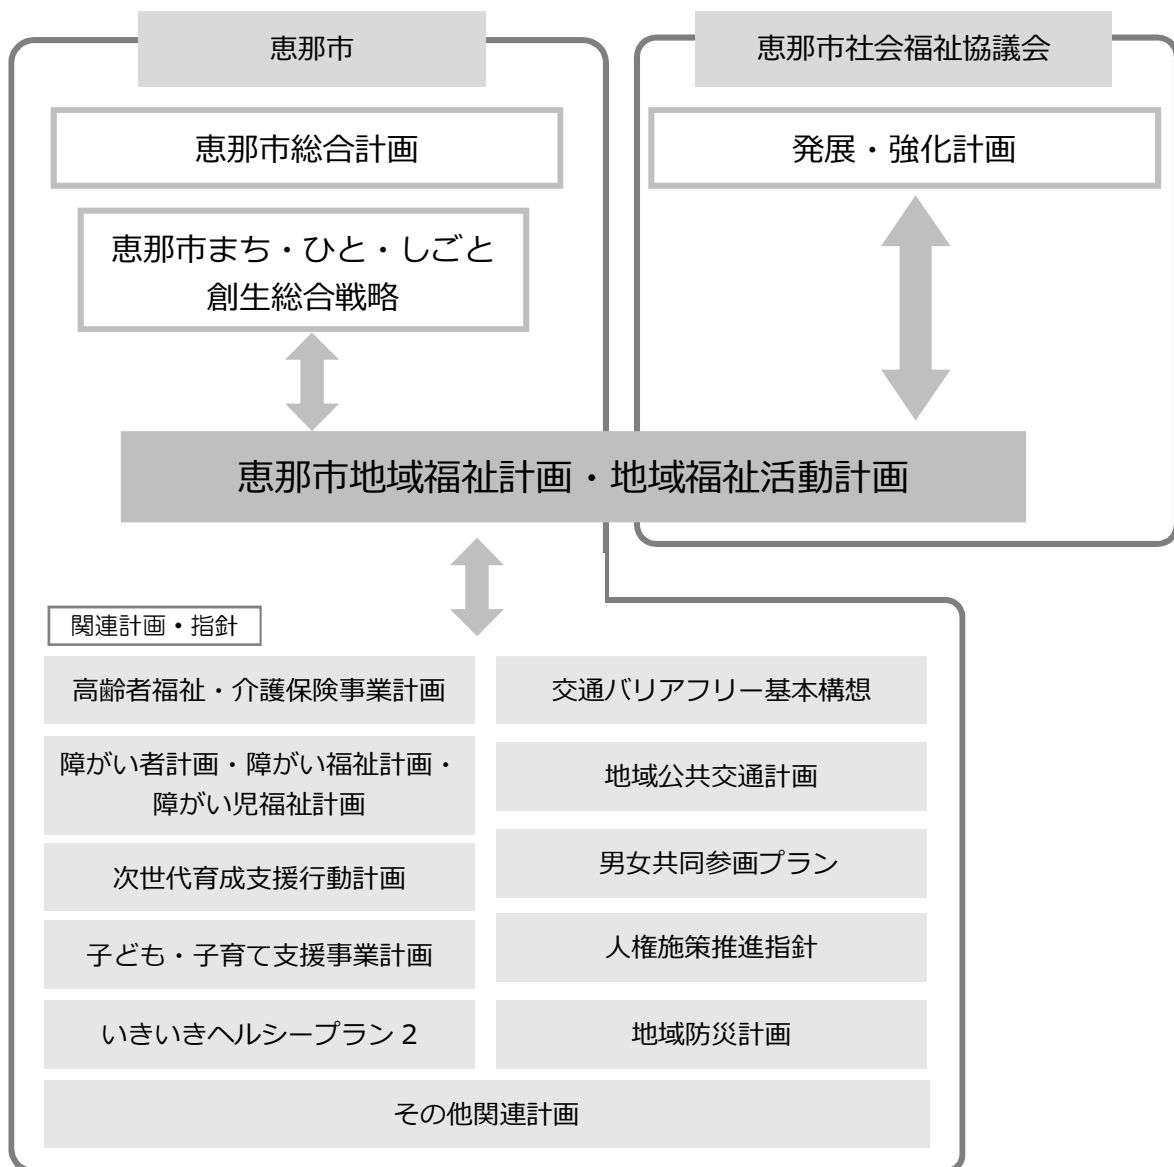 恵那市
恵那市社会福祉協議会
恵那市総合計画
発展・強化計画
恵那市まち・ひと・しごと
創生総合戦略
恵那市地域福祉計画・地域福祉活動計画
関連計画・指針
高齢者福祉・介護保険事業計画
障がい者計画・障がい福祉計画・
障がい児福祉計画
次世代育成支援行動計画
子ども・子育て支援事業計画
いきいきヘルシープラン 2
交通バリアフリー基本構想
地域公共交通計画
男女共同参画プラン
人権施策推進指針
地域防災計画
その他関連計画